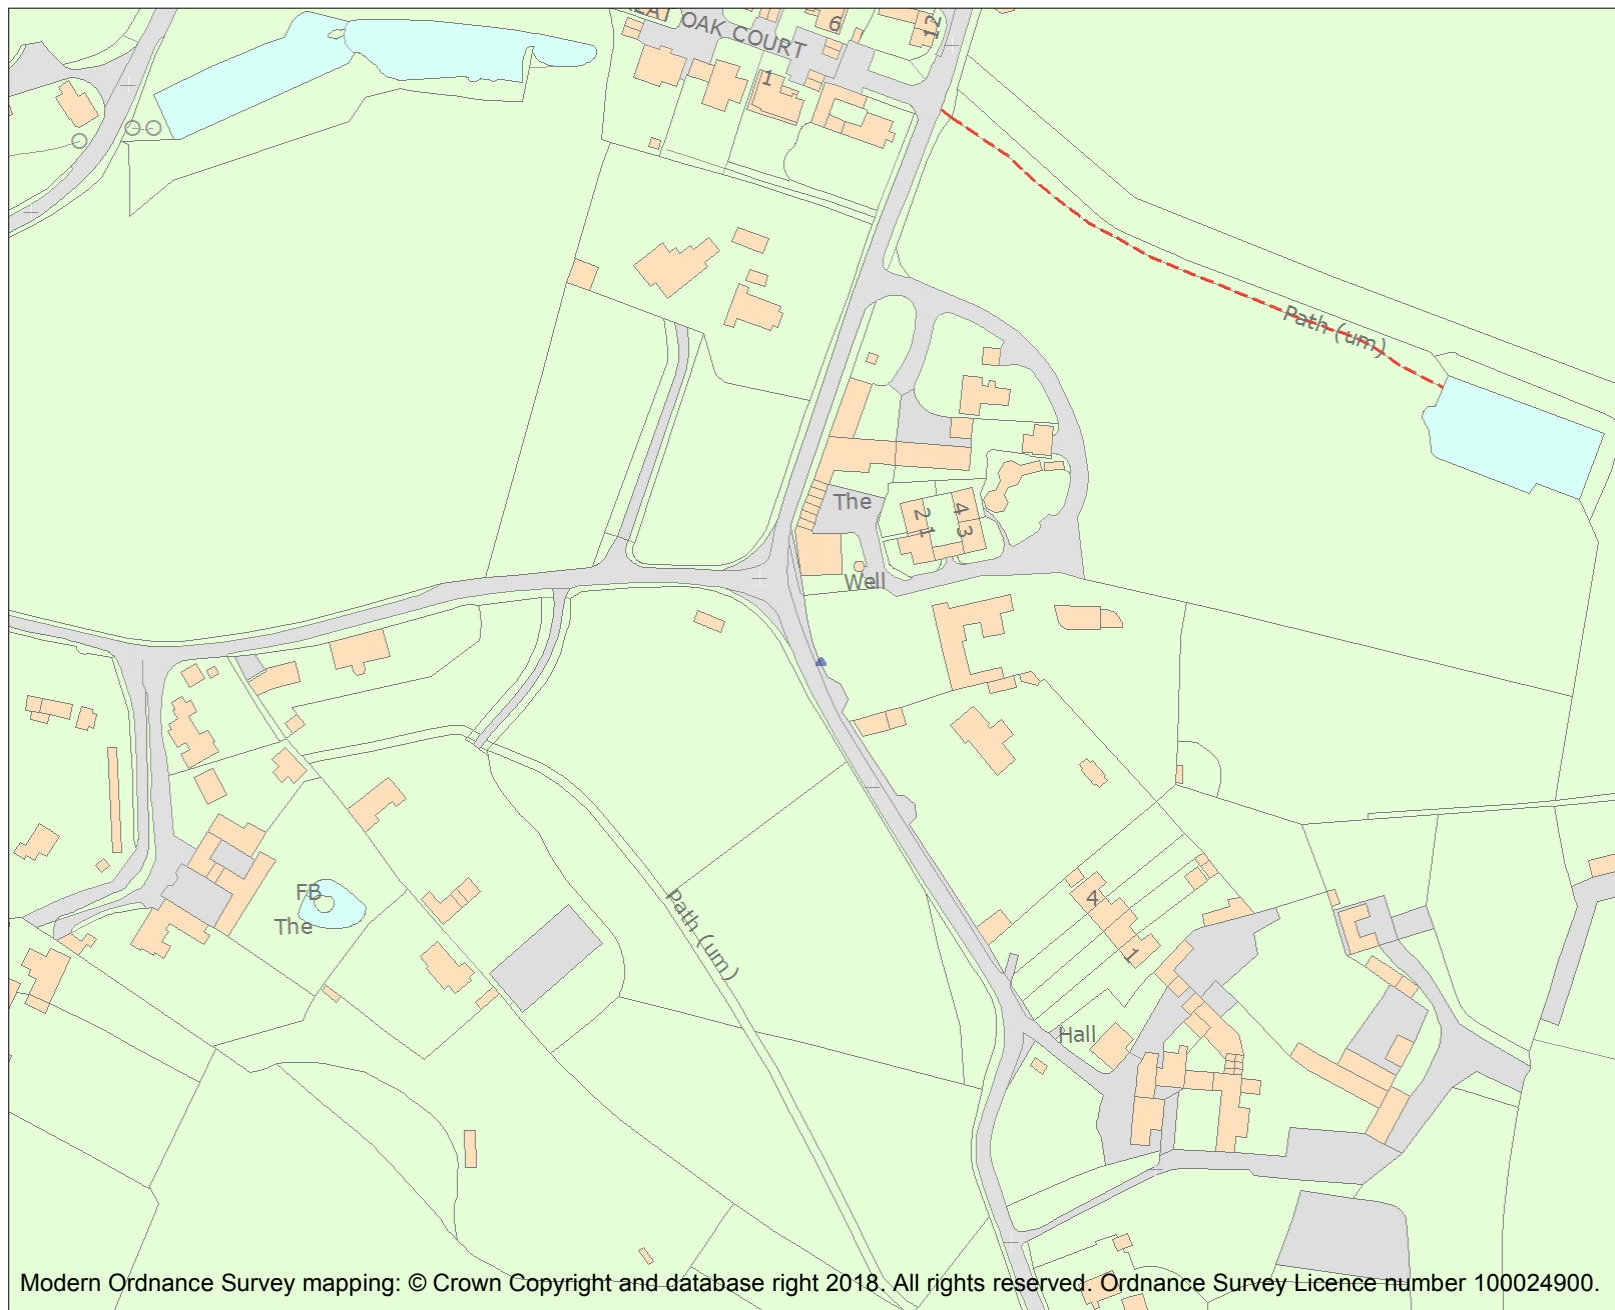 OAK COURT
6
12
1
Path (um)
The
2
1
4
3
Well
FB
The
Path (um)
4
1
Hall
Modern Ordnance Survey mapping: © Crown Copyright and database right 2018. All rights reserved. Ordnance Survey Licence number 100024900.